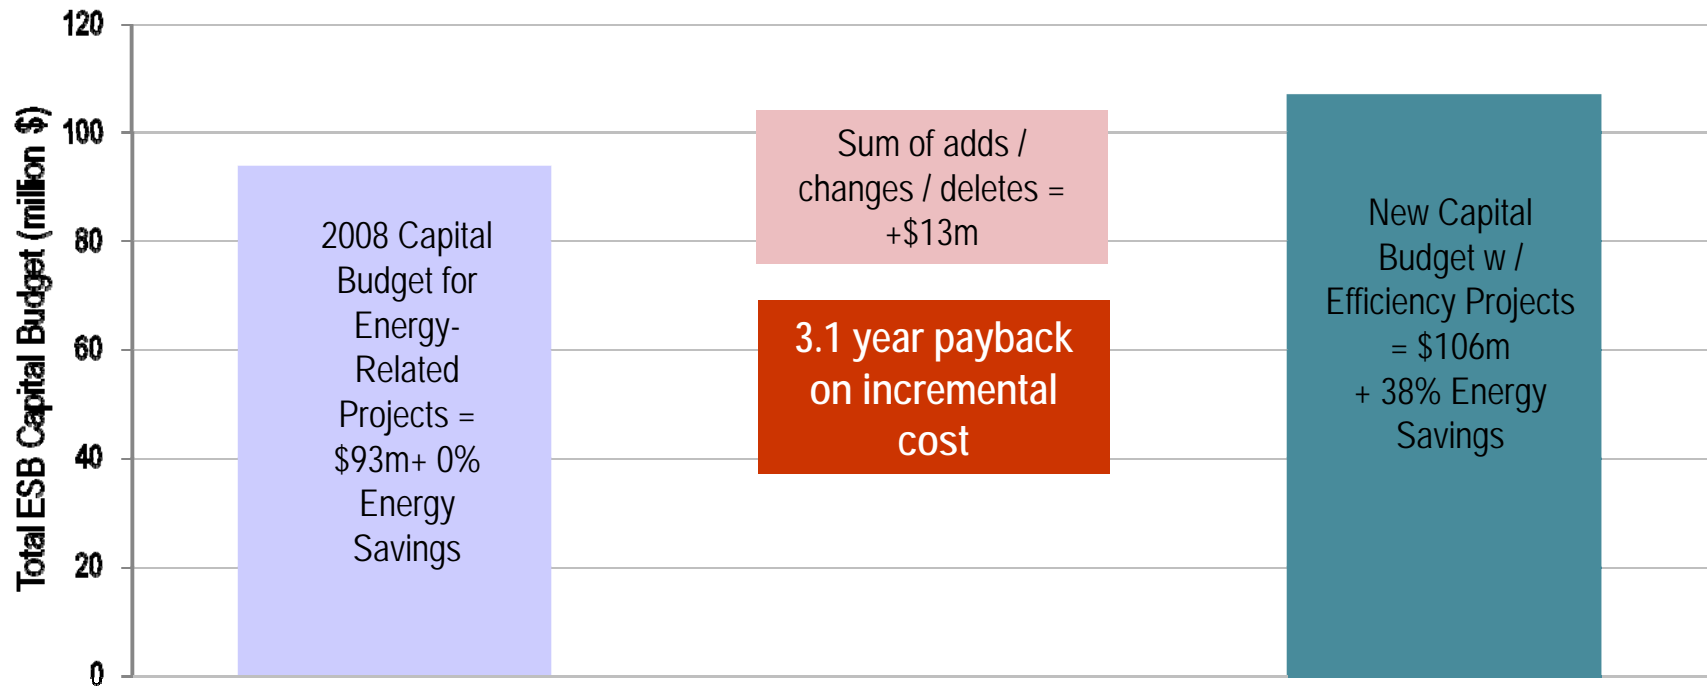 Total ESB Capital Budget (million $)
120
100
80
60
40
20
0
2008 Capital
Budget for
Energy-
Related
Projects =
$93m+ 0%
Energy
Savings
Sum of adds /
changes / deletes =
+$13m
3.1 year payback
on incremental
cost
New Capital
Budget w /
Efficiency Projects
= $106m
+ 38% Energy
Savings